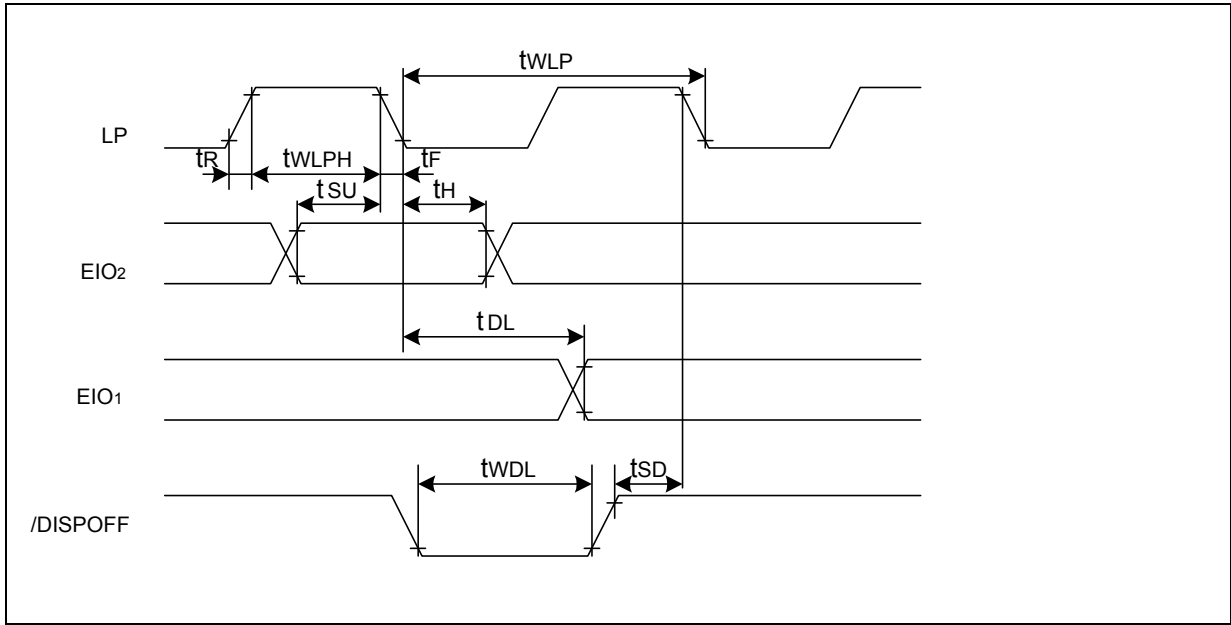 tWLP
LP
tR
tWLPH
tF
tSU
tH
EIO2
tDL
EIO1
tWDL
tSD
/DISPOFF